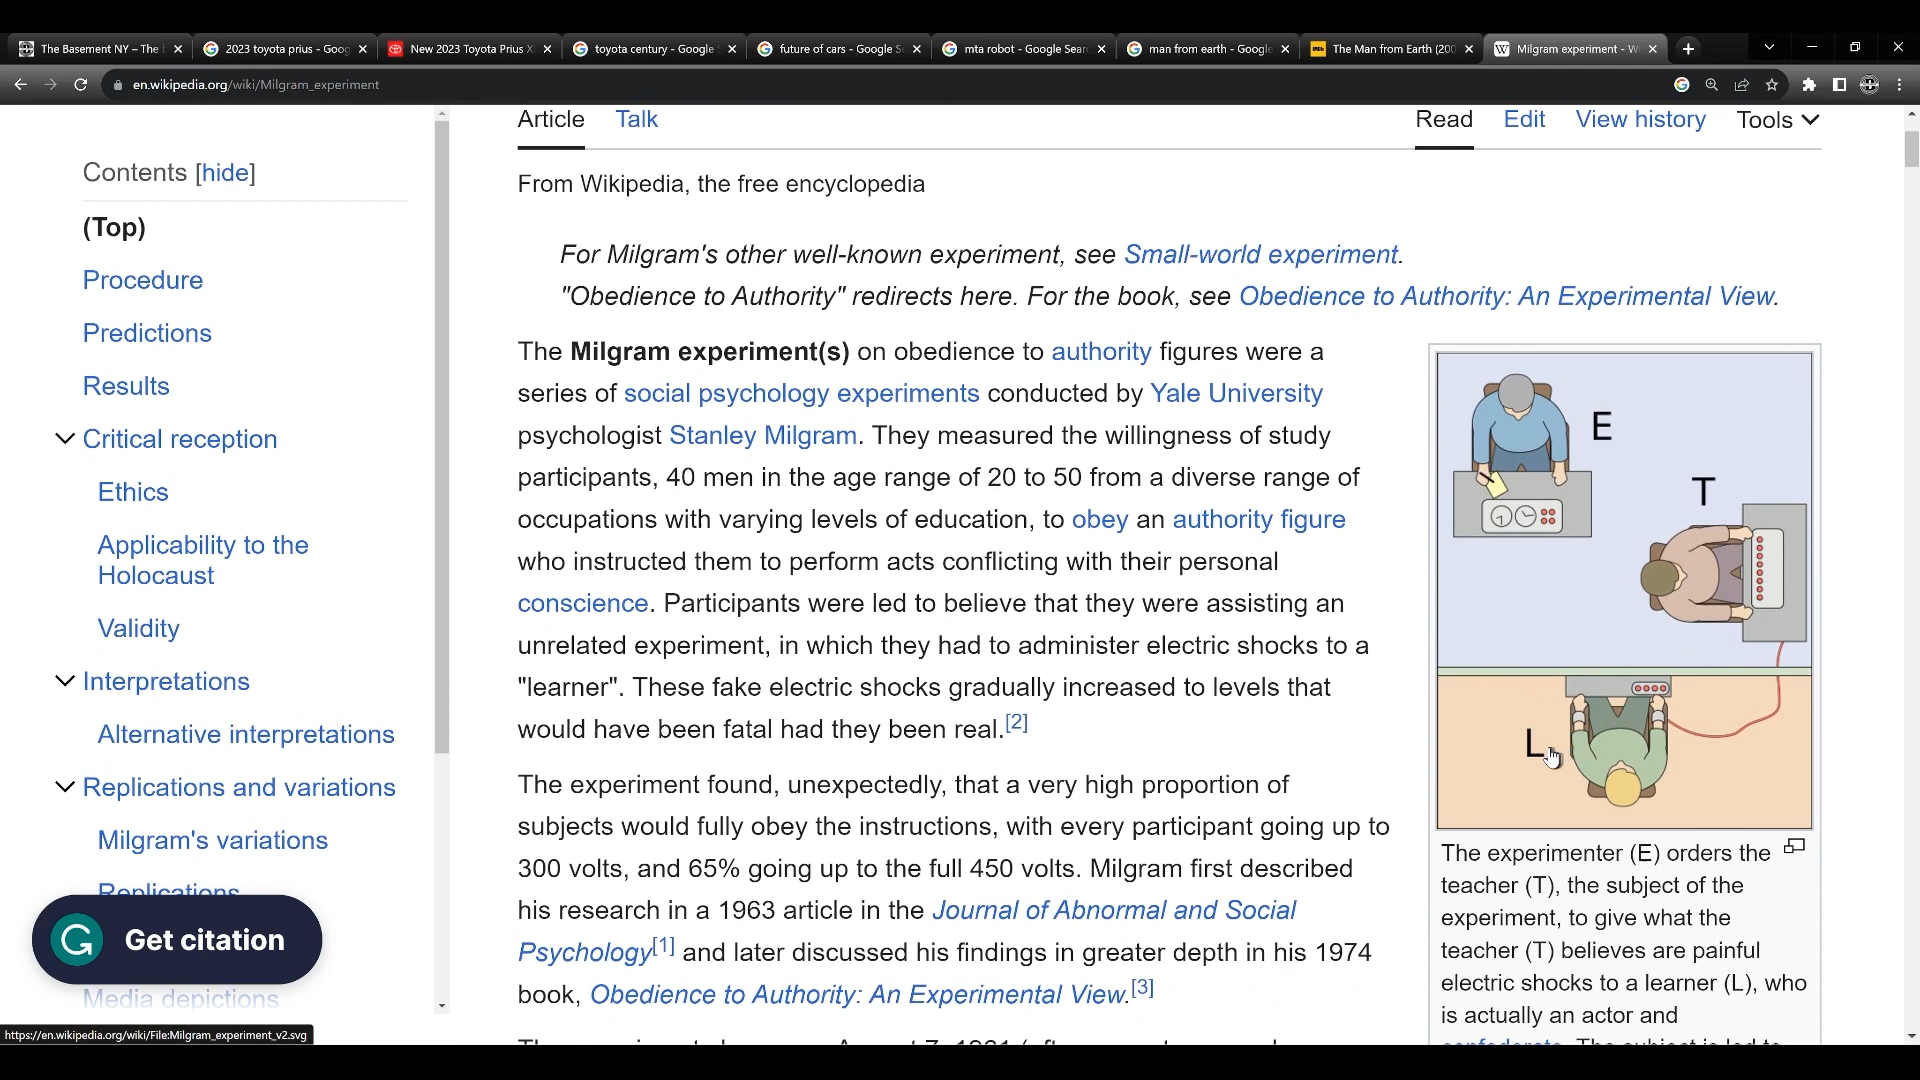 The Basement NY – The b
2023 toyota prius - Goog
New 2023 Toyota Prius X
toyota century - Google S
future of cars - Google Se
mta robot - Google Sear
man from earth - Google
IMDb
The Man from Earth (200
W
Milgram experiment - W
en.wikipedia.org/wiki/Milgram_experiment
Article
Talk
Read
Edit
View history
Tools
Contents [hide]
(Top)
Procedure
Predictions
Results
Critical reception
Ethics
Applicability to the
Holocaust
Validity
Interpretations
Alternative interpretations
Replications and variations
Milgram's variations
Replications
Media depictions
Get citation
https://en.wikipedia.org/wiki/File:Milgram_experiment_v2.svg
From Wikipedia, the free encyclopedia
For Milgram's other well-known experiment, see Small-world experiment.
"Obedience to Authority" redirects here. For the book, see Obedience to Authority: An Experimental View.
The Milgram experiment(s) on obedience to authority figures were a
series of social psychology experiments conducted by Yale University
psychologist Stanley Milgram. They measured the willingness of study
participants, 40 men in the age range of 20 to 50 from a diverse range of
occupations with varying levels of education, to obey an authority figure
who instructed them to perform acts conflicting with their personal
conscience. Participants were led to believe that they were assisting an
unrelated experiment, in which they had to administer electric shocks to a
"learner". These fake electric shocks gradually increased to levels that
would have been fatal had they been real.[2]
The experiment found, unexpectedly, that a very high proportion of
subjects would fully obey the instructions, with every participant going up to
300 volts, and 65% going up to the full 450 volts. Milgram first described
his research in a 1963 article in the Journal of Abnormal and Social
Psychology[1] and later discussed his findings in greater depth in his 1974
book, Obedience to Authority: An Experimental View.[3]
E
T
L
The experimenter (E) orders the
teacher (T), the subject of the
experiment, to give what the
teacher (T) believes are painful
electric shocks to a learner (L), who
is actually an actor and
confederate. The subject is led to